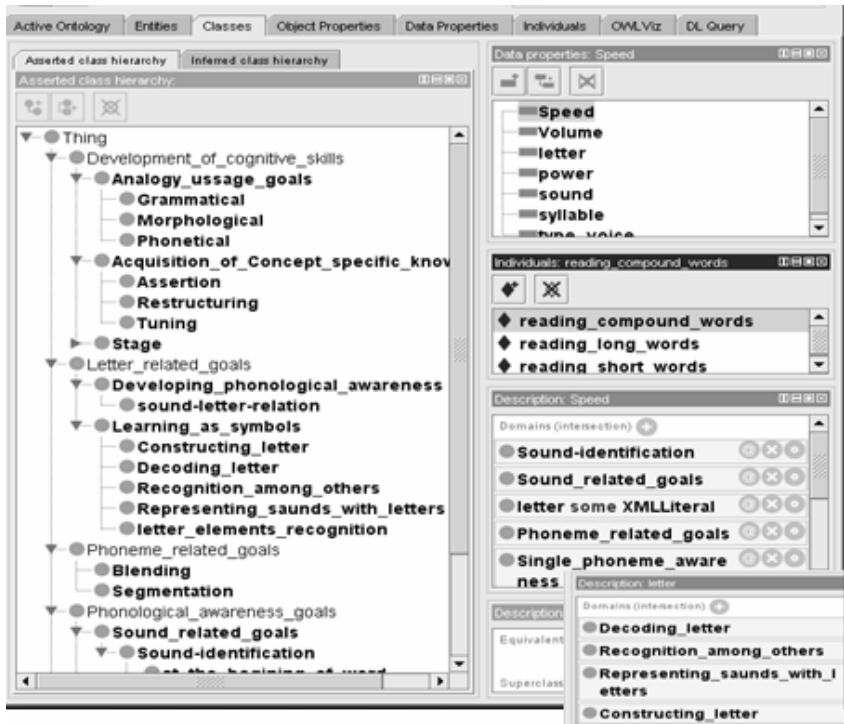 Active Ontology Entities Classes Object Properties Data Properties Individuals OWLViz DL Query
Asserted class hierarchy Inferred class hierarchy
Asserted class hierarchy:
Thing
Development_of_cognitive_skills
Analogy_ussage_goals
Grammatical
Morphological
Phonetical
Acquisition_of_Concept_specific_know
Assertion
Restructuring
Tuning
Stage
Letter_related_goals
Developing_phonological_awareness
sound-letter-relation
Learning_as_symbols
Constructing_letter
Decoding_letter
Recognition_among_others
Representing_saunds_with_letters
letter_elements_recognition
Phoneme_related_goals
Blending
Segmentation
Phonological_awareness_goals
Sound_related_goals
Sound-identification
at_the_begining_of_word
Data properties: Speed
Speed
Volume
letter
power
sound
syllable
type_voice
Individuals: reading_compound_words
reading_compound_words
reading_long_words
reading_short_words
Description: Speed
Domains (intersection)
Sound-identification
Sound_related_goals
letter some XMLLiteral
Phoneme_related_goals
Single_phoneme_aware
ness_
Description
Equivalent
Superclass
Description: letter
Domains (intersection)
Decoding_letter
Recognition_among_others
Representing_saunds_with_l
etters
Constructing_letter